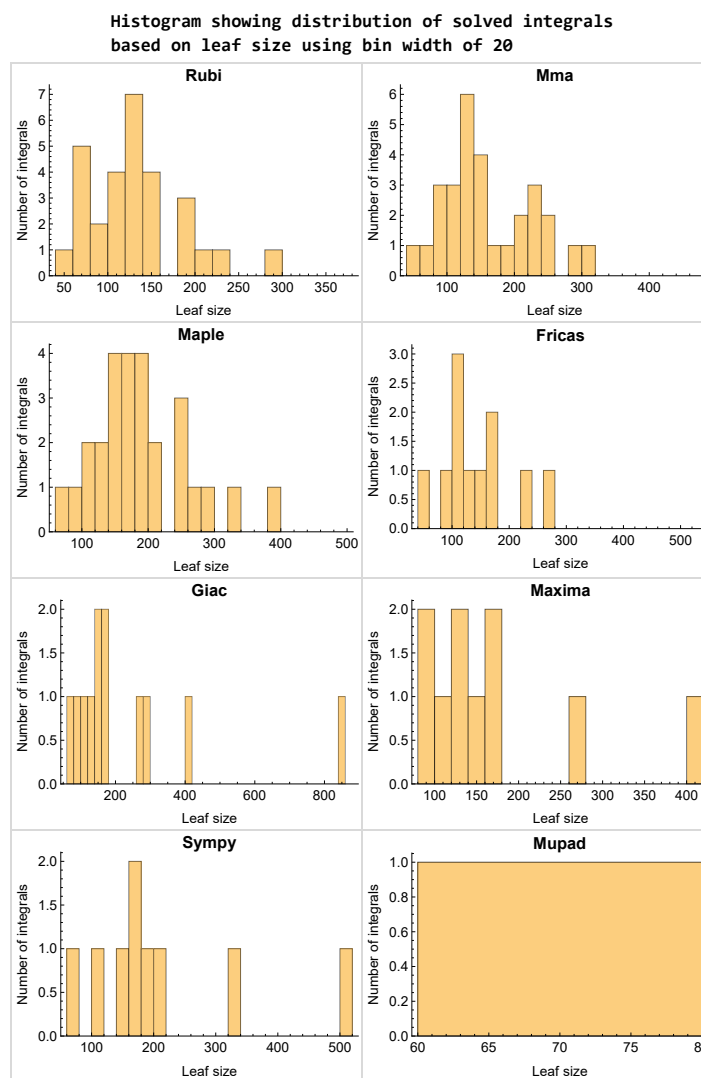 Histogram showing distribution of solved integrals
based on leaf size using bin width of 20
Rubi
Number of integrals
0 1 2 3 4 5 6 7
50 100 150 200 250 300 350
Leaf size
Mma
Number of integrals
0 1 2 3 4 5 6
100 200 300 400
Leaf size
Maple
Number of integrals
0 1 2 3 4
100 200 300 400 500
Leaf size
Fricas
Number of integrals
0.0 0.5 1.0 1.5 2.0 2.5 3.0
100 200 300 400 500
Leaf size
Giac
Number of integrals
0.0 0.5 1.0 1.5 2.0
200 400 600 800
Leaf size
Maxima
Number of integrals
0.0 0.5 1.0 1.5 2.0
100 150 200 250 300 350 400
Leaf size
Sympy
Number of integrals
0.0 0.5 1.0 1.5 2.0
100 200 300 400 500
Leaf size
Mupad
Number of integrals
0.0 0.2 0.4 0.6 0.8 1.0
60 65 70 75
Leaf size